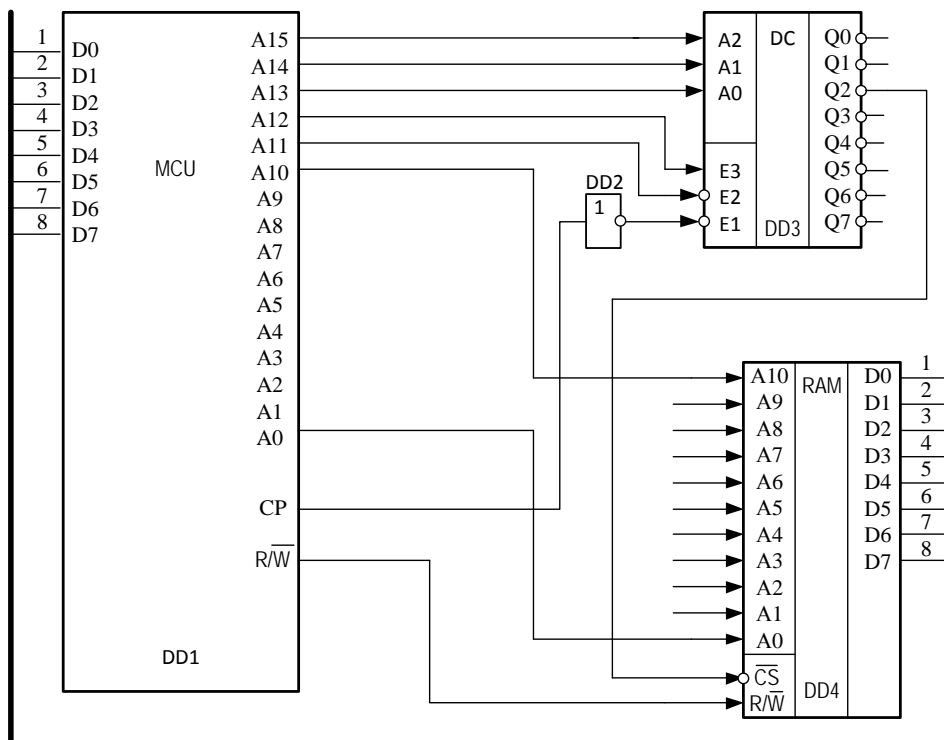 1
D0
2
D1
3
D2
4
D3
5
D4
6
D5
7
D6
8
D7
MCU
A15
A14
A13
A12
A11
A10
A9
A8
A7
A6
A5
A4
A3
A2
A1
A0
CP
R/W̅
DD1
DD2
1
A2
A1
A0
E3
E2
E1
DC
DD3
Q0
Q1
Q2
Q3
Q4
Q5
Q6
Q7
A10
A9
A8
A7
A6
A5
A4
A3
A2
A1
A0
C̅S̅
R/W̅
RAM
DD4
D0
1
D1
2
D2
3
D3
4
D4
5
D5
6
D6
7
D7
8